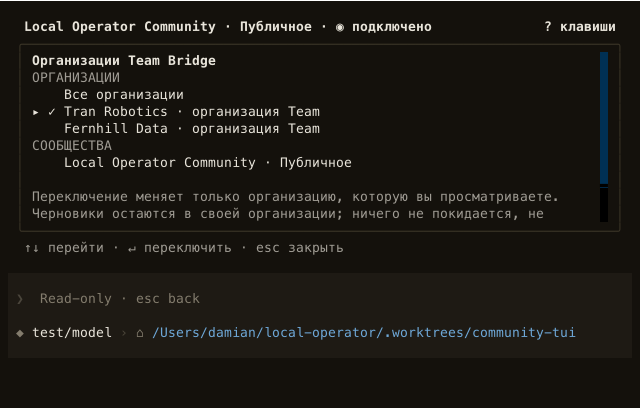 Local Operator Community · Публичное · ◉ подключено ? клавиши
Организации Team Bridge
ОРГАНИЗАЦИИ
Все организации
▸ ✓ Tran Robotics · организация Team
Fernhill Data · организация Team
СООБЩЕСТВА
Local Operator Community · Публичное
Переключение меняет только организацию, которую вы просматриваете.
Черновики остаются в своей организации; ничего не покидается, не
↑↓ перейти · ↵ переключить · esc закрыть
❯ Read-only · esc back
◆ test/model › ⌂ /Users/damian/local-operator/.worktrees/community-tui